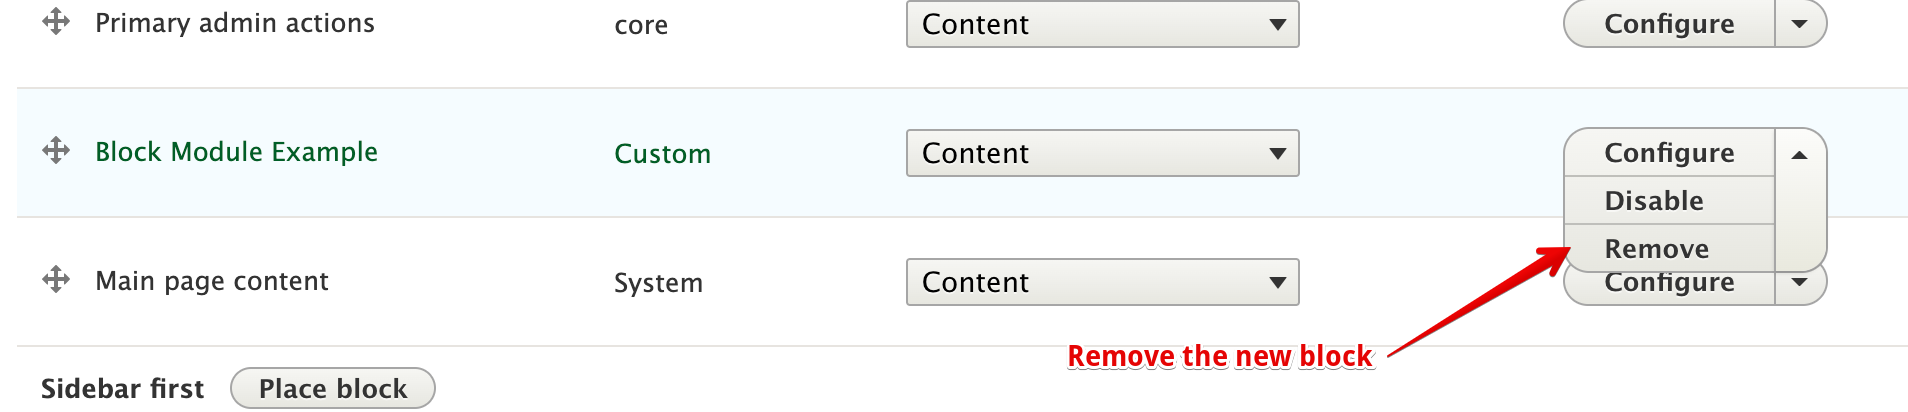 Primary admin actions core Content Configure
Block Module Example Custom Content Configure
Disable
Remove
Main page content System Content Configure
Remove the new block
Sidebar first Place block